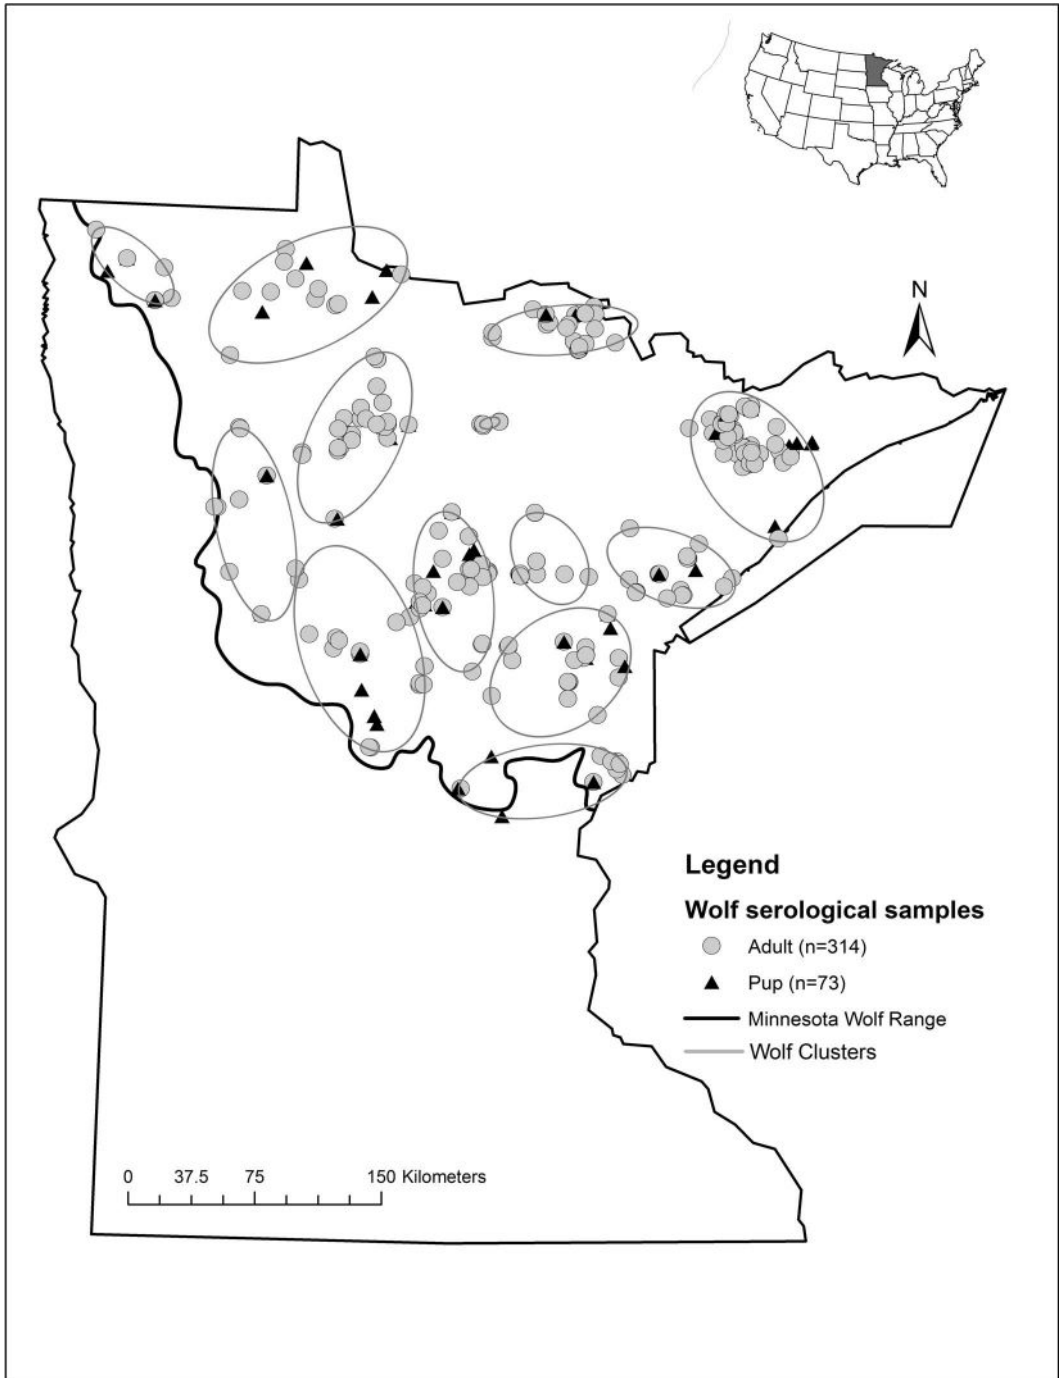 N
Legend
Wolf serological samples
Adult (n=314)
Pup (n=73)
Minnesota Wolf Range
Wolf Clusters
0 37.5 75 150 Kilometers